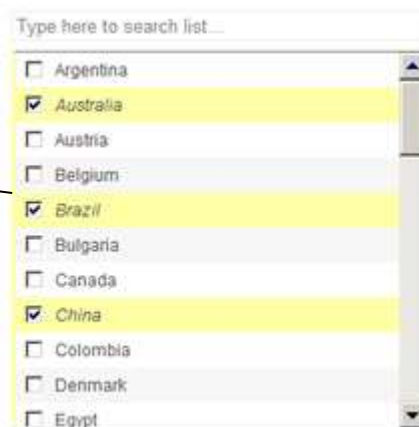 Type here to search list...
Argentina
Australia
Austria
Belgium
Brazil
Bulgaria
Canada
China
Colombia
Denmark
Egypt